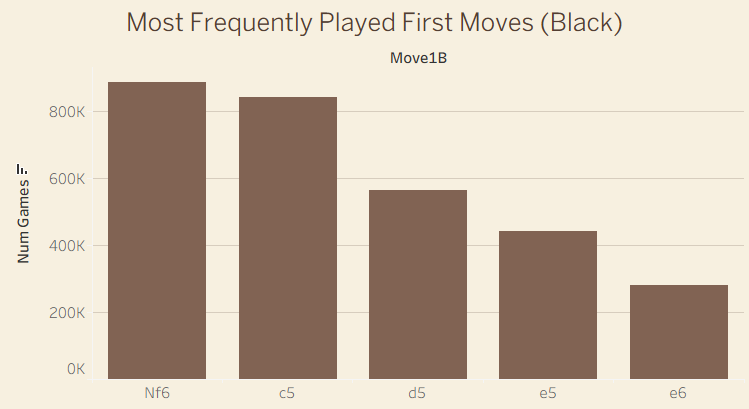 Most Frequently Played First Moves (Black)
Move1B
Num Games
800K
600K
400K
200K
0K
Nf6 c5 d5 e5 e6